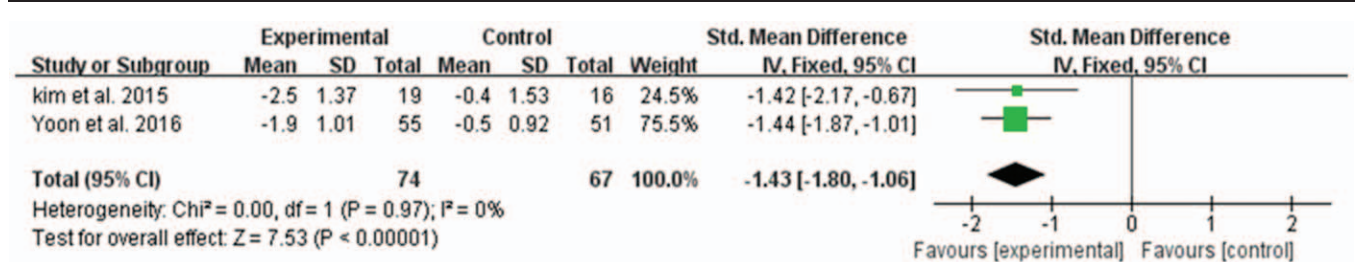 Experimental Control Std. Mean Difference Std. Mean Difference
Study or Subgroup Mean SD Total Mean SD Total Weight IV, Fixed, 95% CI IV, Fixed, 95% CI
kim et al. 2015 -2.5 1.37 19 -0.4 1.53 16 24.5% -1.42 [-2.17, -0.67]
Yoon et al. 2016 -1.9 1.01 55 -0.5 0.92 51 75.5% -1.44 [-1.87, -1.01]
Total (95% CI) 74 67 100.0% -1.43 [-1.80, -1.06]
Heterogeneity: Chi² = 0.00, df = 1 (P = 0.97); I² = 0%
Test for overall effect: Z = 7.53 (P < 0.00001)
-2 -1 0 1 2
Favours [experimental] Favours [control]